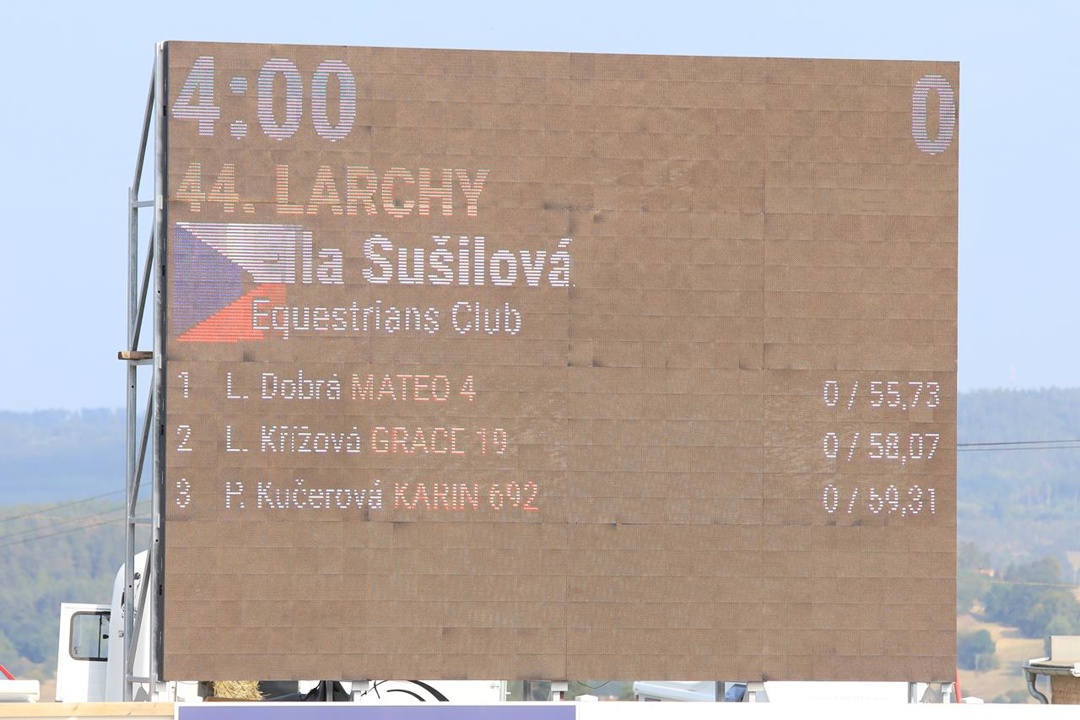 4:00 0
44. LARCHY
la Sušilová
Equestrians Club
1 L. Dobrá MATEO 4 0 / 55,73
2 L. Křížová GRACE 19 0 / 58,07
3 P. Kučerová KARIN 692 0 / 59,31